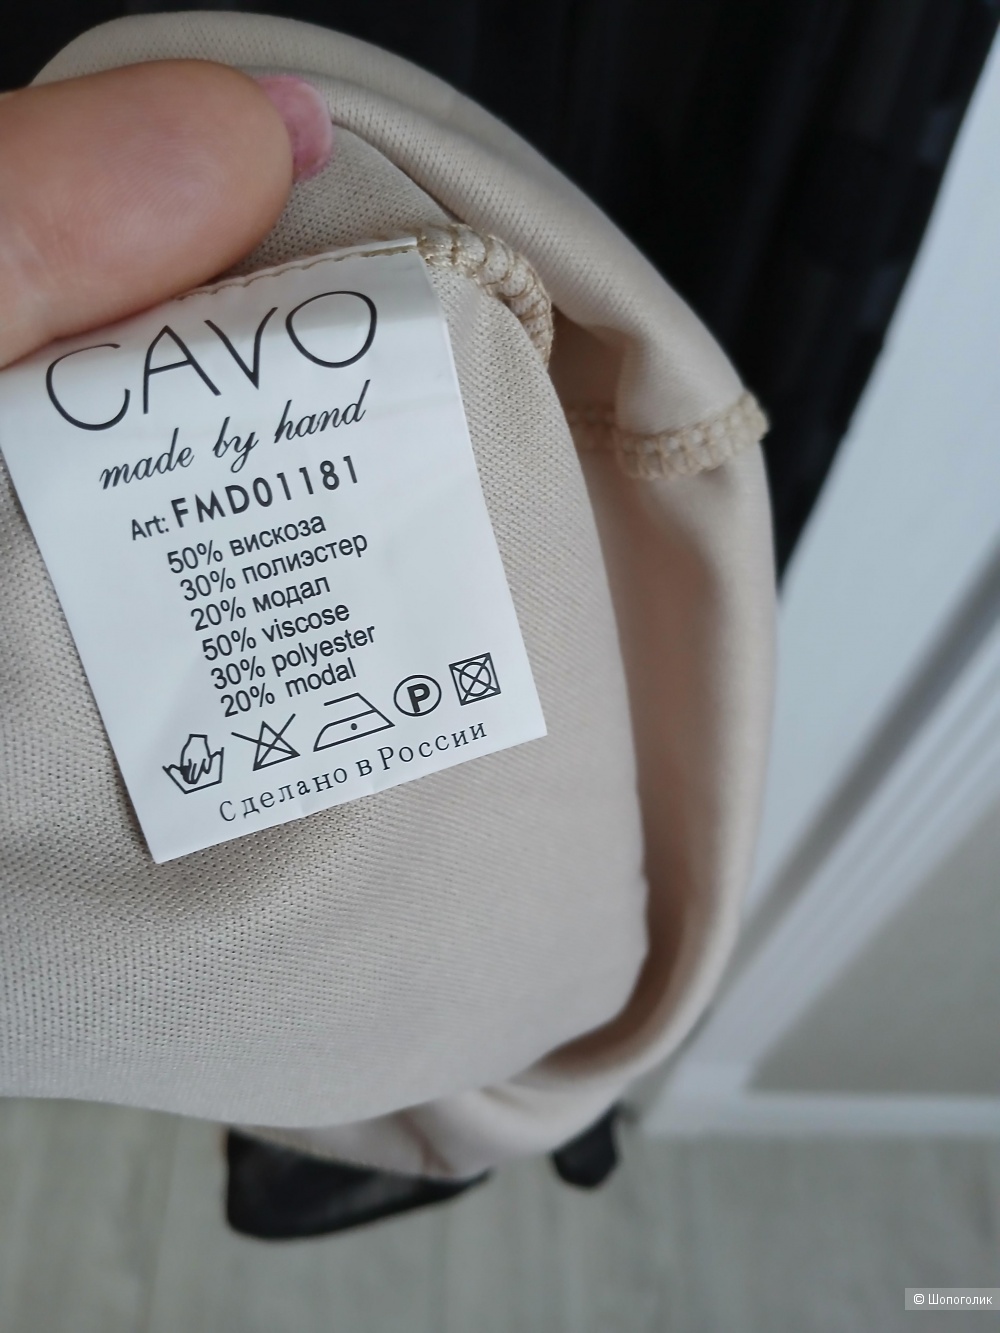 CAVO
made by hand
Art: FMD01181
50% вискоза
30% полиэстер
20% модал
50% viscose
30% polyester
20% modal
P
Сделано в России
© Шопоголик